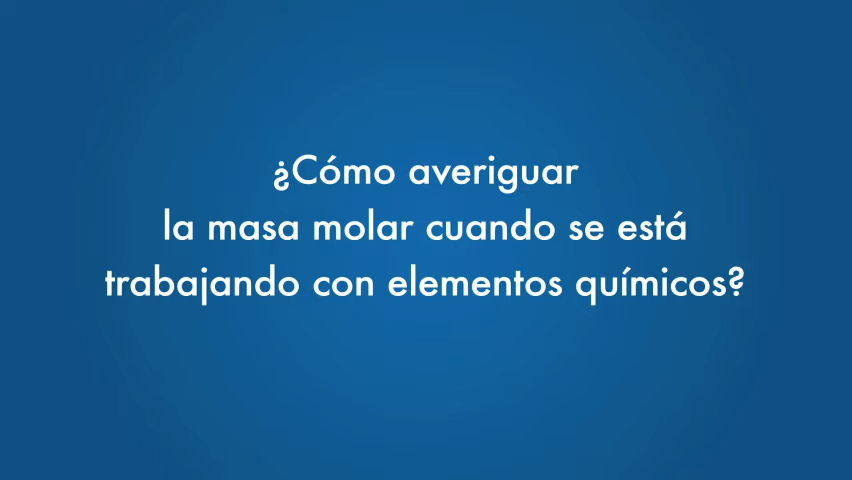 ¿Cómo averiguar
la masa molar cuando se está
trabajando con elementos químicos?